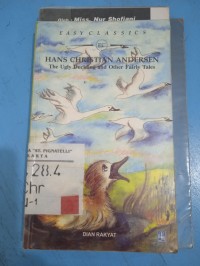 Miss. Nur Shofiani
EASY CLASSICS
HANS CHRISTIAN ANDERSEN
The Ugly Duckling and Other Fairy Tales
28.4
DIAN RAKYAT